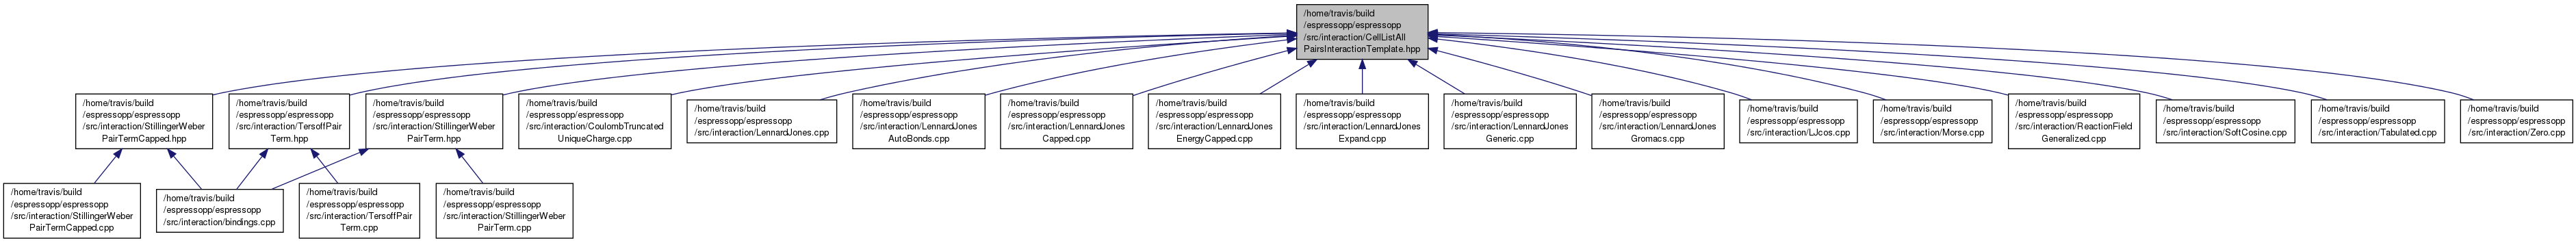 /home/travis/build
/espressopp/espressopp
/src/interaction/CellListAll
PairsInteractionTemplate.hpp
/home/travis/build
/espressopp/espressopp
/src/interaction/StillingerWeber
PairTermCapped.hpp
/home/travis/build
/espressopp/espressopp
/src/interaction/TersoffPair
Term.hpp
/home/travis/build
/espressopp/espressopp
/src/interaction/StillingerWeber
PairTerm.hpp
/home/travis/build
/espressopp/espressopp
/src/interaction/CoulombTruncated
UniqueCharge.cpp
/home/travis/build
/espressopp/espressopp
/src/interaction/LennardJones.cpp
/home/travis/build
/espressopp/espressopp
/src/interaction/LennardJones
AutoBonds.cpp
/home/travis/build
/espressopp/espressopp
/src/interaction/LennardJones
Capped.cpp
/home/travis/build
/espressopp/espressopp
/src/interaction/LennardJones
EnergyCapped.cpp
/home/travis/build
/espressopp/espressopp
/src/interaction/LennardJones
Expand.cpp
/home/travis/build
/espressopp/espressopp
/src/interaction/LennardJones
Generic.cpp
/home/travis/build
/espressopp/espressopp
/src/interaction/LennardJones
Gromacs.cpp
/home/travis/build
/espressopp/espressopp
/src/interaction/LJcos.cpp
/home/travis/build
/espressopp/espressopp
/src/interaction/Morse.cpp
/home/travis/build
/espressopp/espressopp
/src/interaction/ReactionField
Generalized.cpp
/home/travis/build
/espressopp/espressopp
/src/interaction/SoftCosine.cpp
/home/travis/build
/espressopp/espressopp
/src/interaction/Tabulated.cpp
/home/travis/build
/espressopp/espressopp
/src/interaction/Zero.cpp
/home/travis/build
/espressopp/espressopp
/src/interaction/StillingerWeber
PairTermCapped.cpp
/home/travis/build
/espressopp/espressopp
/src/interaction/bindings.cpp
/home/travis/build
/espressopp/espressopp
/src/interaction/TersoffPair
Term.cpp
/home/travis/build
/espressopp/espressopp
/src/interaction/StillingerWeber
PairTerm.cpp